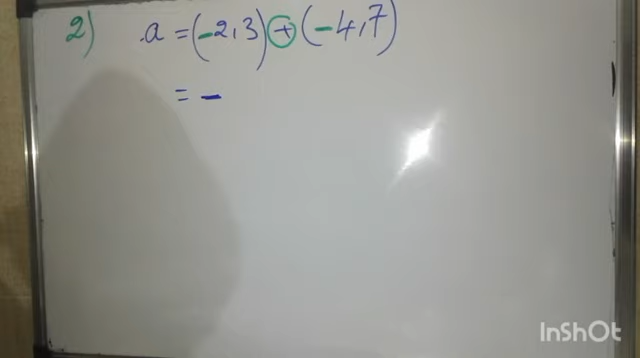 2) .a = (-2,3) + (-4,7)
= -
InShOt